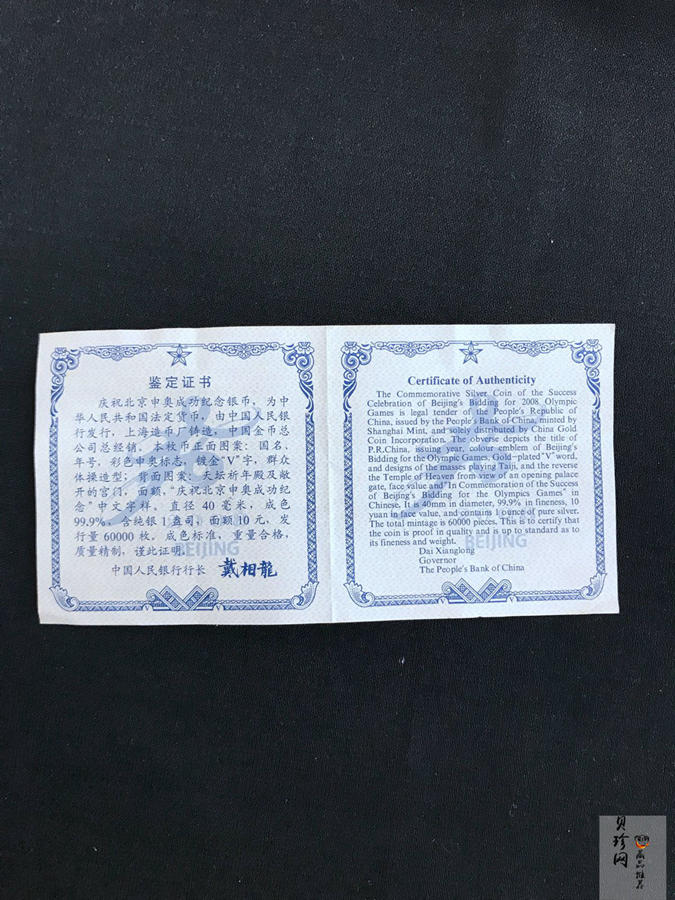 鉴定证书
庆祝北京申奥成功纪念银币，为中
华人民共和国法定货币，由中国人民银
行发行，上海造币厂铸造，中国金币总
公司总经销。本枚币正面图案：国名，
年号，彩色申奥标志，镀金“V”字，群众
体操造型；背面图案：天坛祈年殿及敞
开的宫门，面额，“庆祝北京申奥成功纪
念”中文字样。直径40毫米，成色
99.9%，含纯银1盎司，面额10元，发
行量60000枚。成色标准，重量合格，
质量精制，谨此证明。
BEIJING
中国人民银行行长 戴相龍
Certificate of Authenticity
The Commemorative Silver Coin of the Success
Celebration of Beijing's Bidding for 2008 Olympic
Games is legal tender of the People's Republic of
China, issued by the People's Bank of China, minted by
Shanghai Mint, and solely distributed by China Gold
Coin Incorporation. The obverse depicts the title of
P.R.China, issuing year, colour emblem of Beijing's
Bidding for the Olympic Games, Gold-plated "V" word,
and designs of the masses playing Taiji, and the reverse
the Temple of Heaven from view of an opening palace
gate, face value and "In Commemoration of the Success
of Beijing's Bidding for the Olympics Games" in
Chinese. It is 40mm in diameter, 99.9% in fineness, 10
yuan in face value, and contains 1 ounce of pure silver.
The total mintage is 60000 pieces. This is to certify that
the coin is proof in quality and is up to standard as to
its fineness and weight.
BEIJING
Dai Xianglong
Governor
The People's Bank of China
贝珍网
藏品推荐